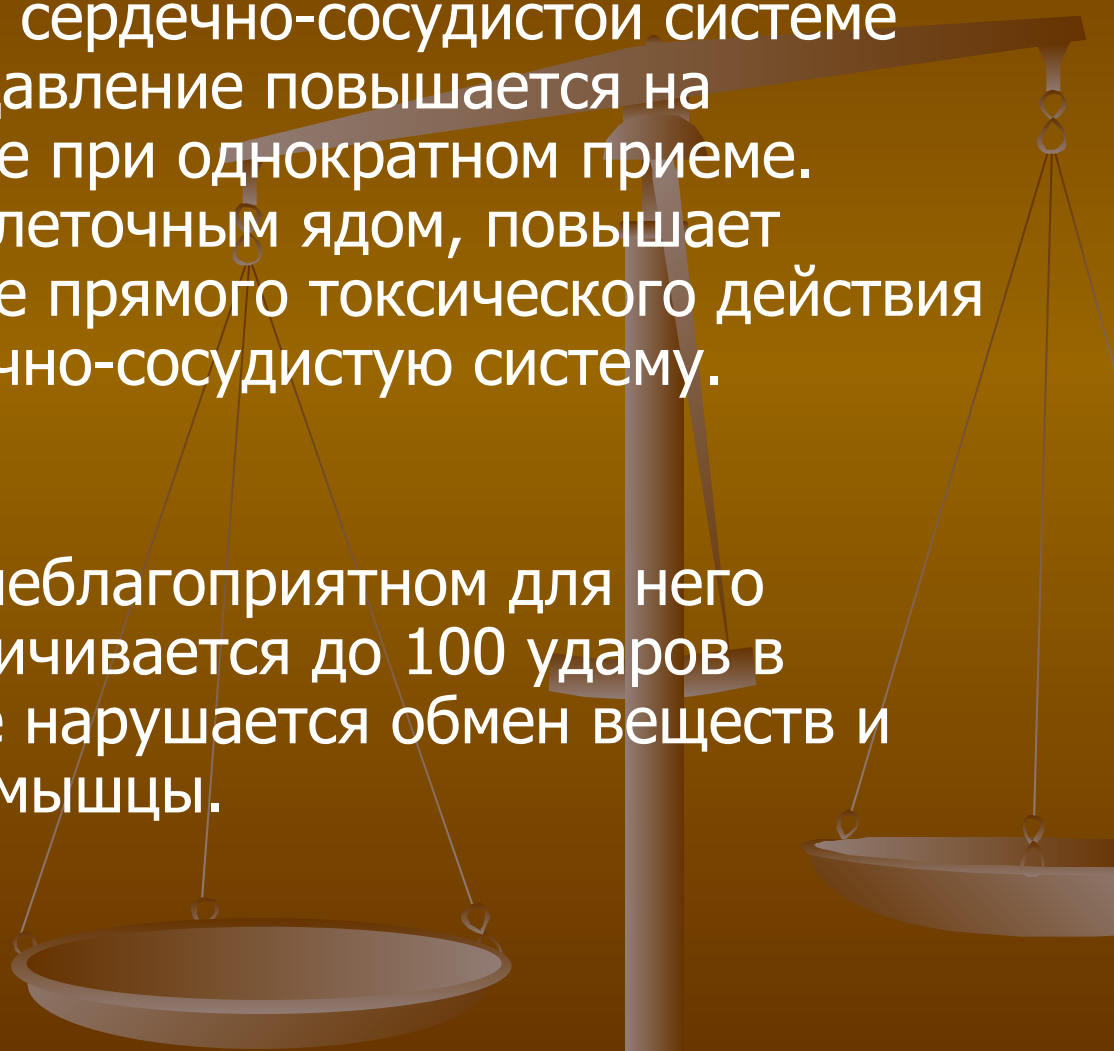 сердечно-сосудистой системе
давление повышается на
е при однократном приеме.
леточным ядом, повышает
е прямого токсического действия
чно-сосудистую систему.
неблагоприятном для него
ичивается до 100 ударов в
е нарушается обмен веществ и
мышцы.